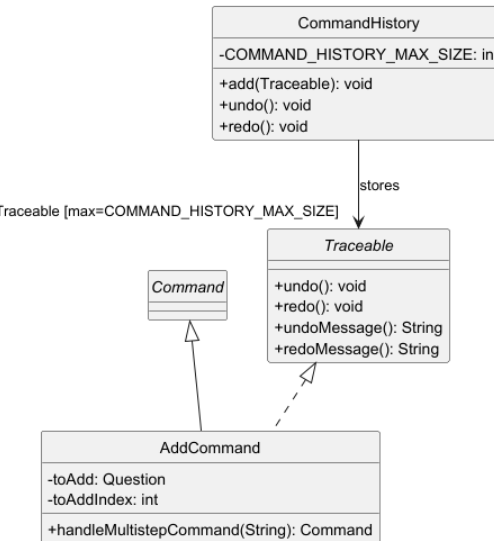 CommandHistory
-COMMAND_HISTORY_MAX_SIZE: in
+add(Traceable): void
+undo(): void
+redo(): void
stores
Traceable [max=COMMAND_HISTORY_MAX_SIZE]
Traceable
+undo(): void
+redo(): void
+undoMessage(): String
+redoMessage(): String
Command
AddCommand
-toAdd: Question
-toAddIndex: int
+handleMultistepCommand(String): Command